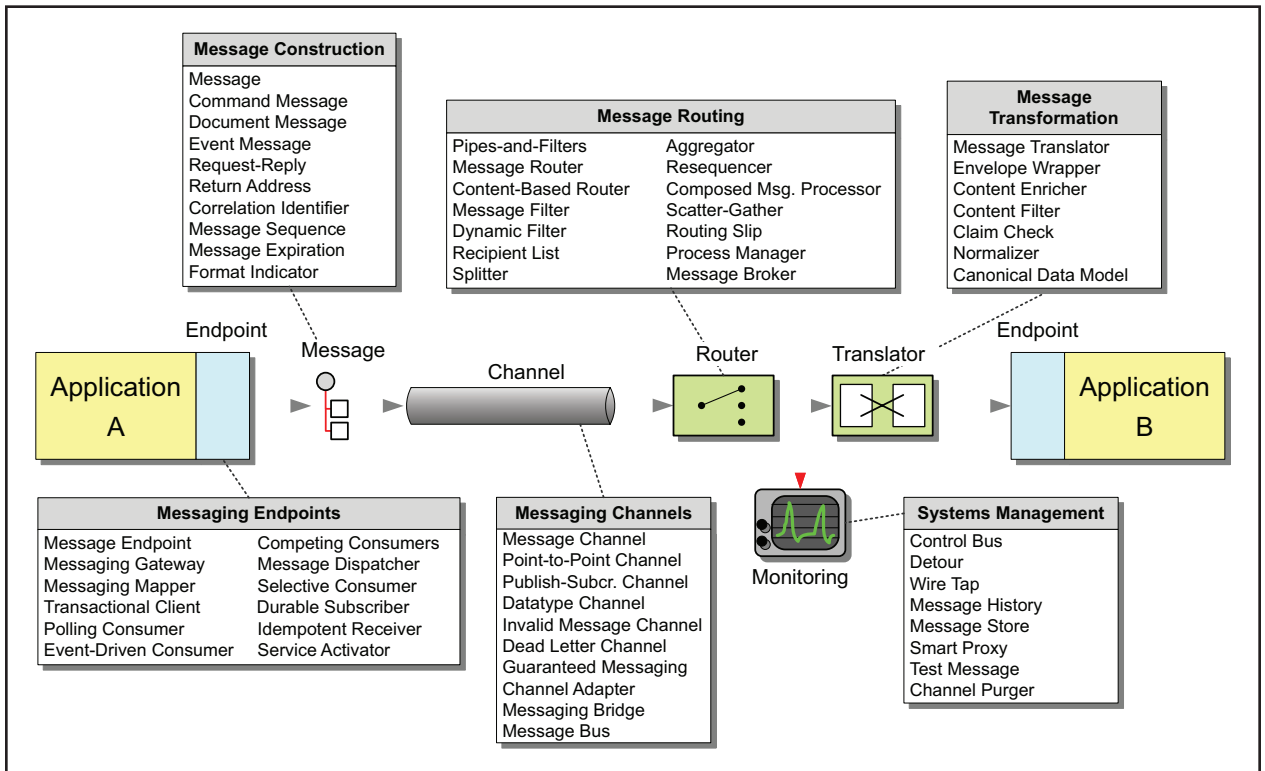 Message Construction
Message
Command Message
Document Message
Event Message
Request-Reply
Return Address
Correlation Identifier
Message Sequence
Message Expiration
Format Indicator
Message Routing
Pipes-and-Filters
Message Router
Content-Based Router
Message Filter
Dynamic Filter
Recipient List
Splitter
Aggregator
Resequencer
Composed Msg. Processor
Scatter-Gather
Routing Slip
Process Manager
Message Broker
Message
Transformation
Message Translator
Envelope Wrapper
Content Enricher
Content Filter
Claim Check
Normalizer
Canonical Data Model
Endpoint
Application
A
Message
Channel
Router
Translator
Endpoint
Application
B
Messaging Endpoints
Message Endpoint
Messaging Gateway
Messaging Mapper
Transactional Client
Polling Consumer
Event-Driven Consumer
Competing Consumers
Message Dispatcher
Selective Consumer
Durable Subscriber
Idempotent Receiver
Service Activator
Messaging Channels
Message Channel
Point-to-Point Channel
Publish-Subcr. Channel
Datatype Channel
Invalid Message Channel
Dead Letter Channel
Guaranteed Messaging
Channel Adapter
Messaging Bridge
Message Bus
Monitoring
Systems Management
Control Bus
Detour
Wire Tap
Message History
Message Store
Smart Proxy
Test Message
Channel Purger